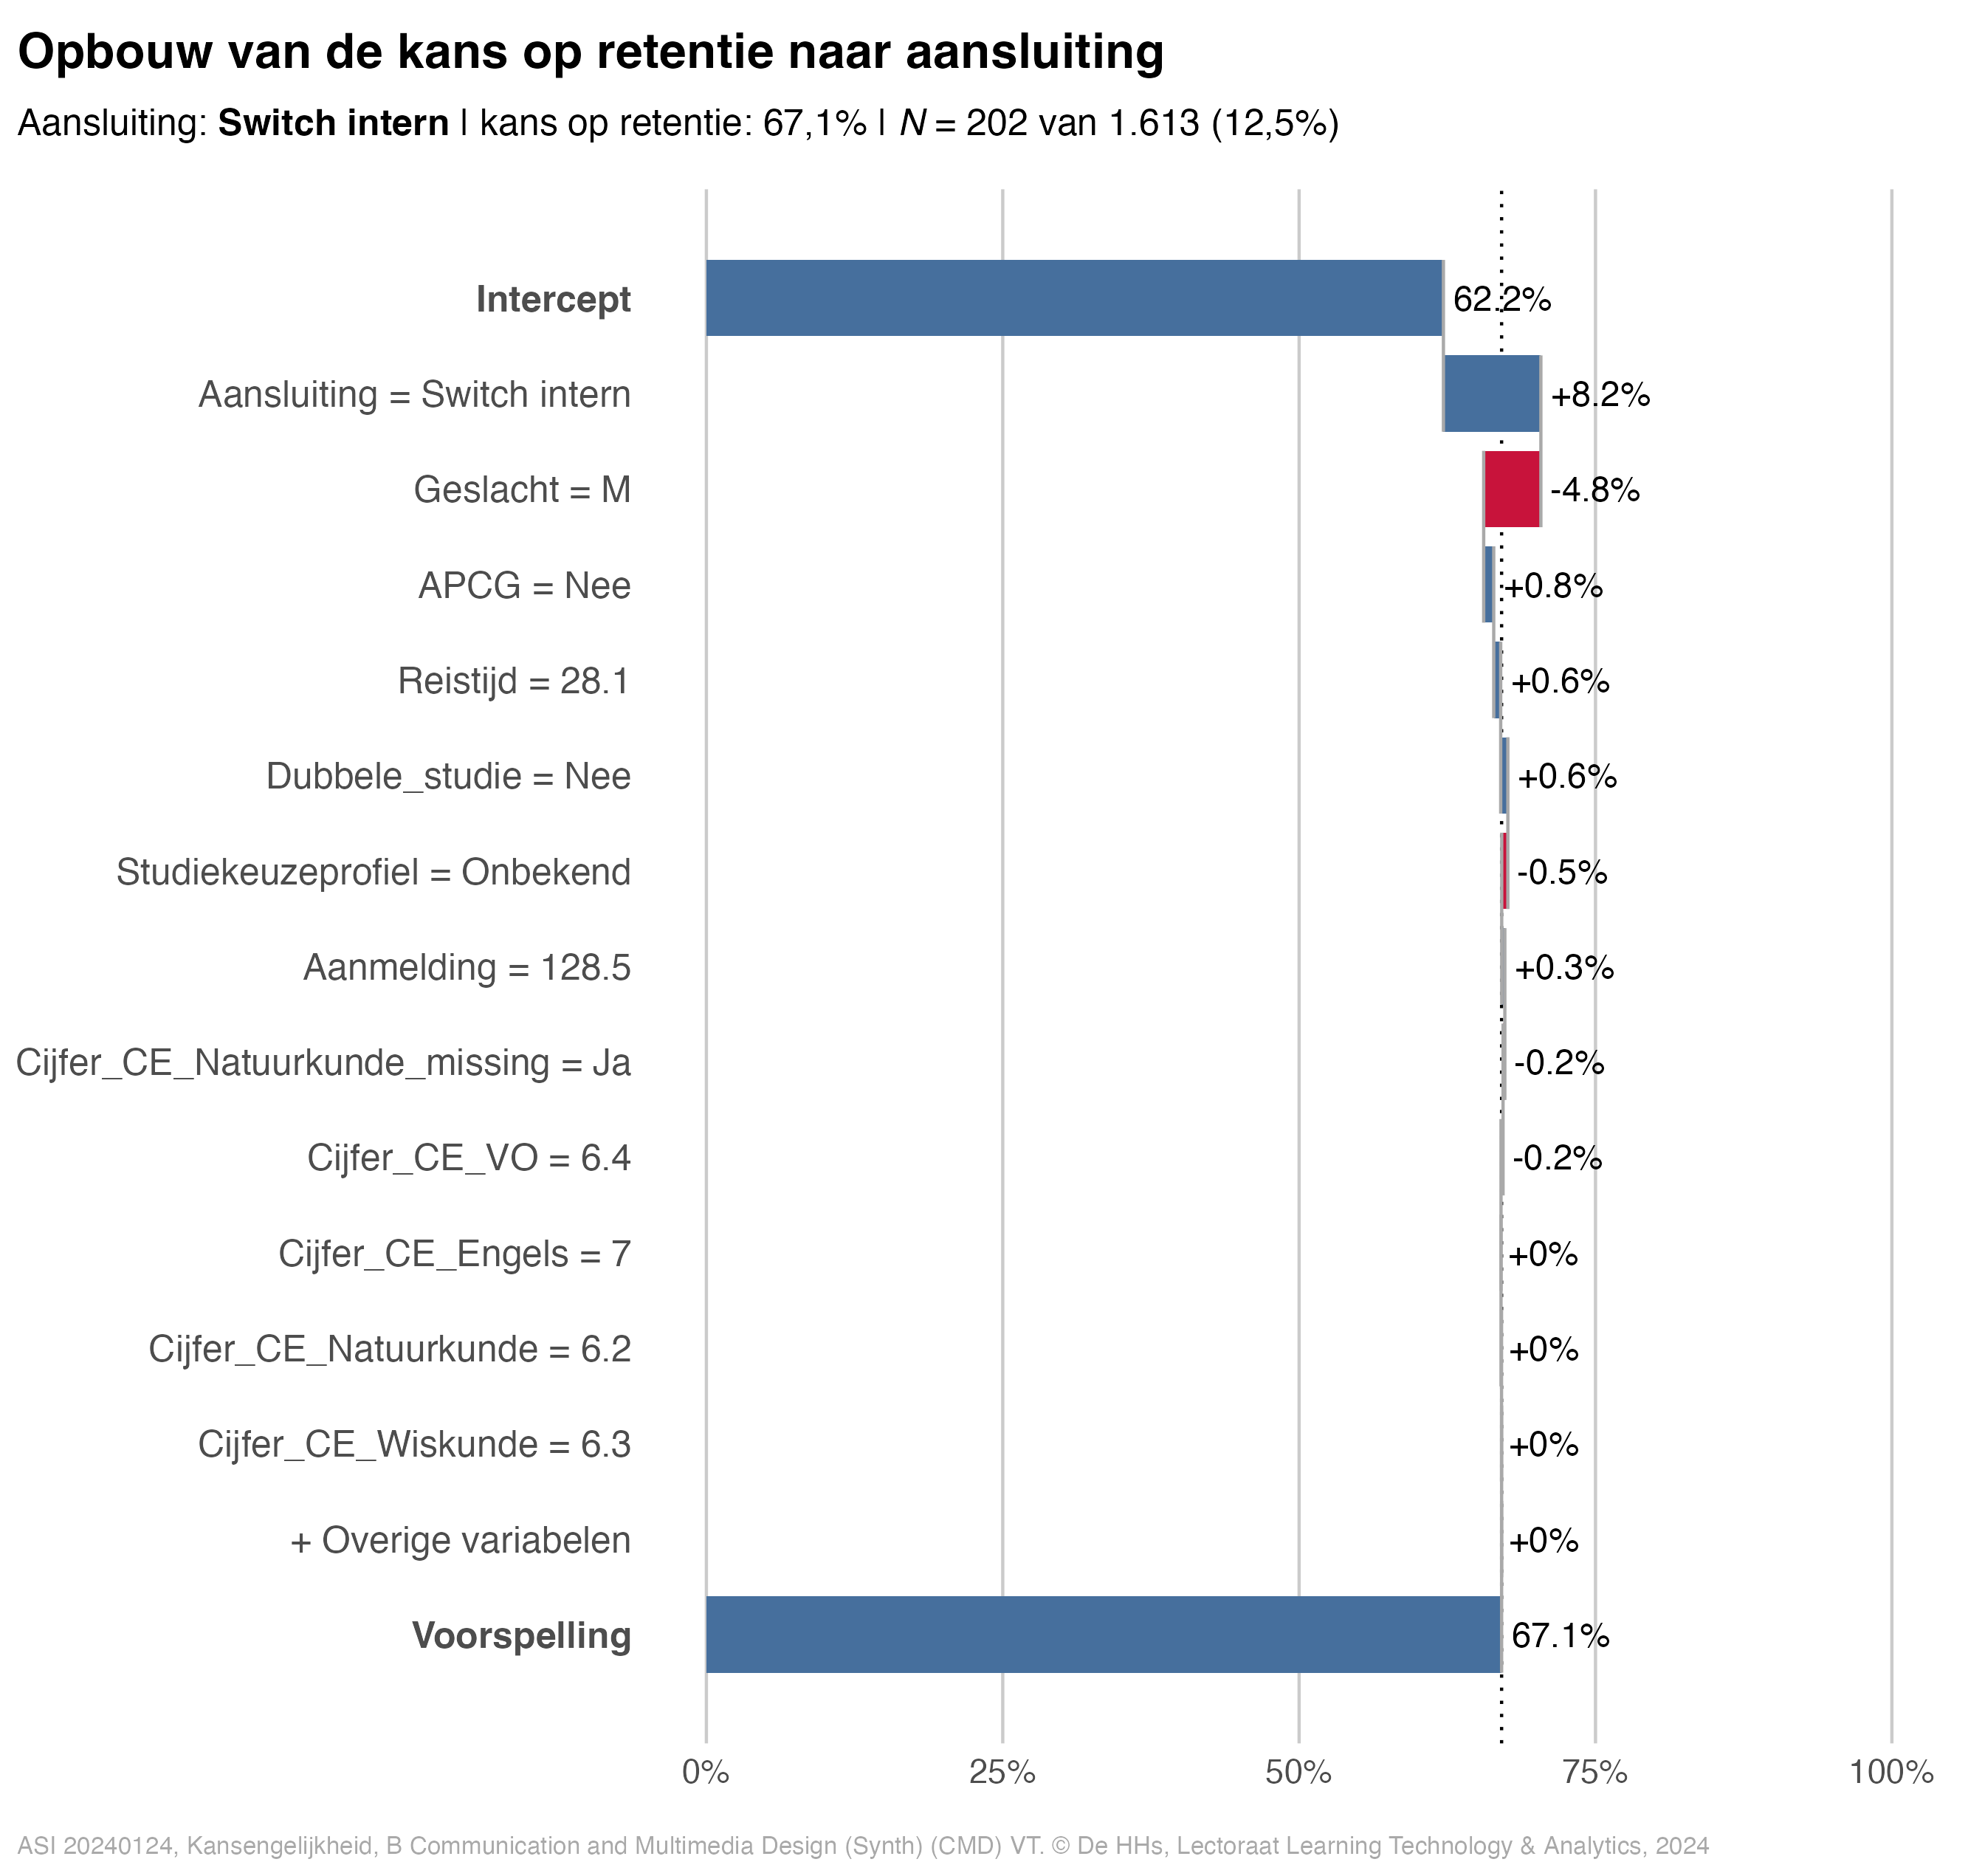 Opbouw van de kans op retentie naar aansluiting
Aansluiting: Switch intern | kans op retentie: 67,1% | N = 202 van 1.613 (12,5%)
Intercept 62.2%
Aansluiting = Switch intern +8.2%
Geslacht = M -4.8%
APCG = Nee +0.8%
Reistijd = 28.1 +0.6%
Dubbele_studie = Nee +0.6%
Studiekeuzeprofiel = Onbekend -0.5%
Aanmelding = 128.5 +0.3%
Cijfer_CE_Natuurkunde_missing = Ja -0.2%
Cijfer_CE_VO = 6.4 -0.2%
Cijfer_CE_Engels = 7 +0%
Cijfer_CE_Natuurkunde = 6.2 +0%
Cijfer_CE_Wiskunde = 6.3 +0%
+ Overige variabelen +0%
Voorspelling 67.1%
0% 25% 50% 75% 100%
ASI 20240124, Kansengelijkheid, B Communication and Multimedia Design (Synth) (CMD) VT. © De HHs, Lectoraat Learning Technology & Analytics, 2024